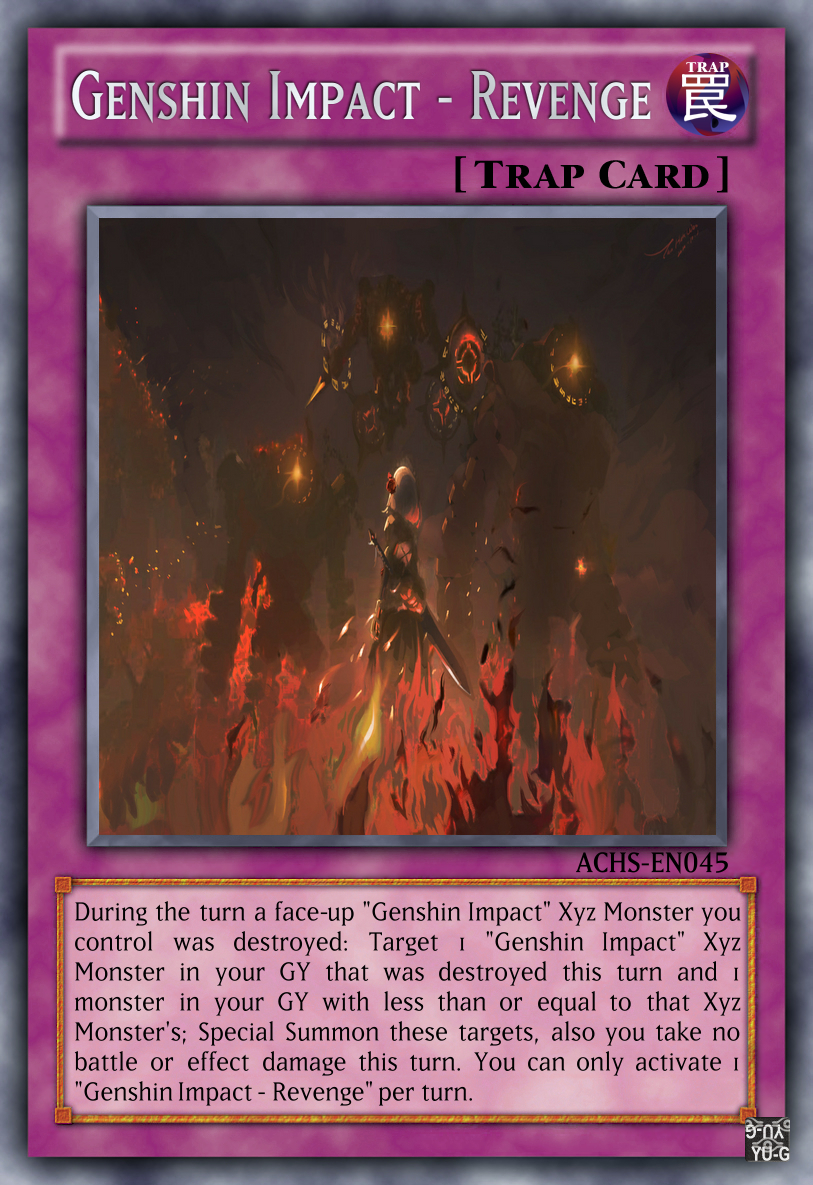 Genshin Impact - Revenge
TRAP
罠
[Trap Card]
ACHS-EN045
During the turn a face-up "Genshin Impact" Xyz Monster you
control was destroyed: Target 1 "Genshin Impact" Xyz
Monster in your GY that was destroyed this turn and 1
monster in your GY with less than or equal to that Xyz
Monster's; Special Summon these targets, also you take no
battle or effect damage this turn. You can only activate 1
"Genshin Impact - Revenge" per turn.
YU-G
YU-G